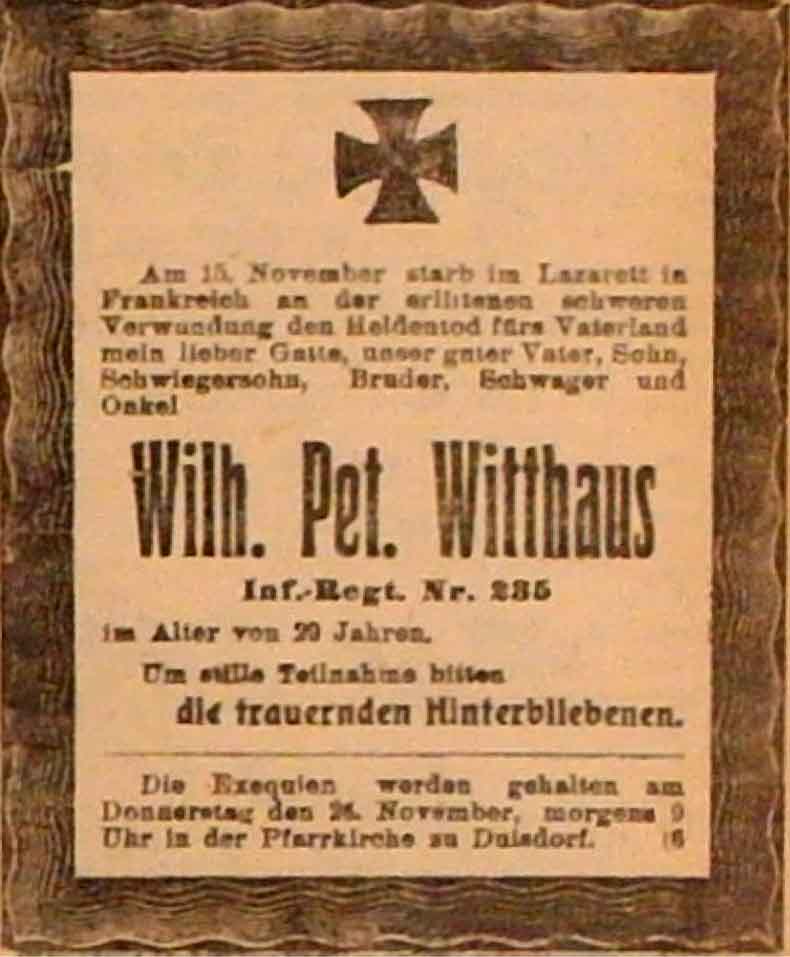 Am 15. November starb im Lazarett in
Frankreich an der erlittenen schweren
Verwundung den Heldentod fürs Vaterland
mein lieber Gatte, unser guter Vater, Sohn,
Schwiegersohn, Bruder, Schwager und
Onkel
Wilh. Pet. Witthaus
Inf.-Regt. Nr. 235
im Alter von 29 Jahren.
Um stille Teilnahme bitten
die trauernden Hinterbliebenen.
Die Exequien werden gehalten am
Donnerstag den 26. November, morgens 9
Uhr in der Pfarrkirche zu Duisdorf. 6